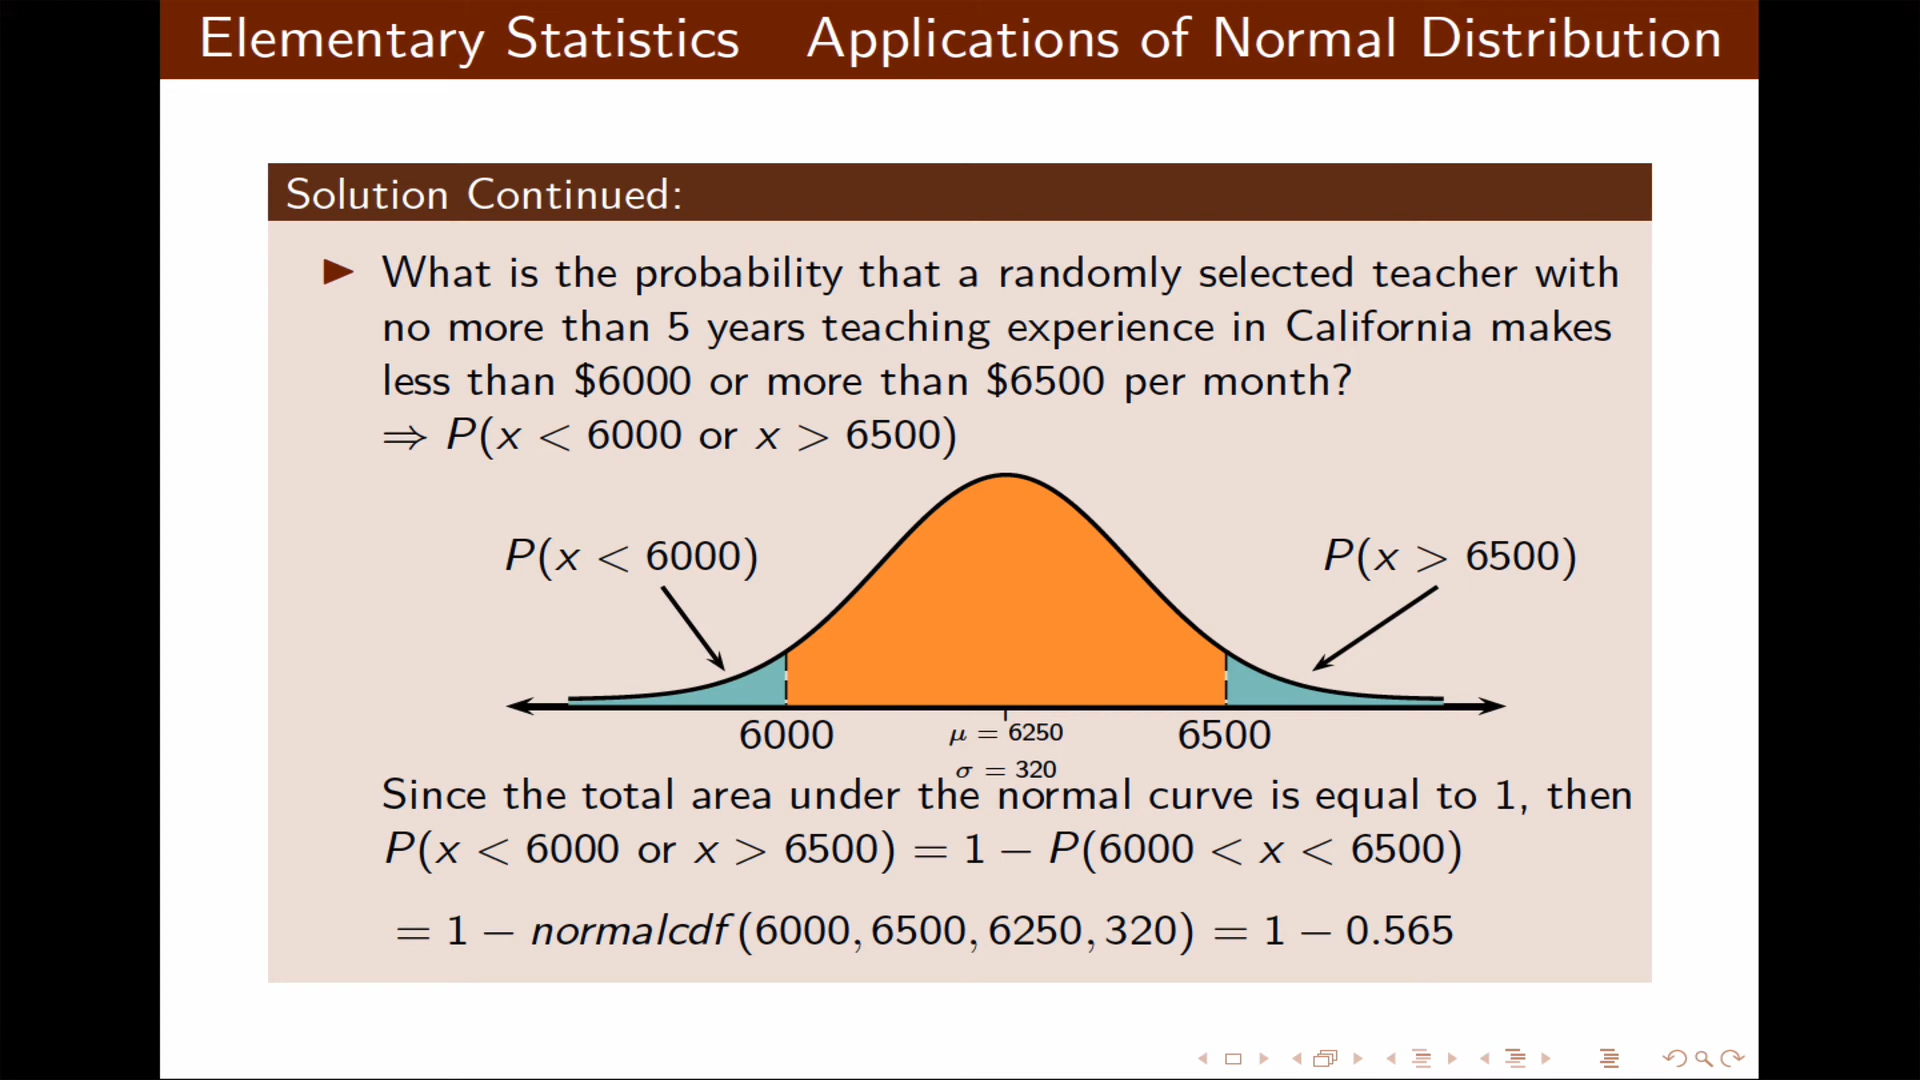 Elementary Statistics Applications of Normal Distribution
Solution Continued:
What is the probability that a randomly selected teacher with
no more than 5 years teaching experience in California makes
less than $6000 or more than $6500 per month?
⇒ P(x < 6000 or x > 6500)
P(x < 6000) P(x > 6500)
6000 μ = 6250 6500
σ = 320
Since the total area under the normal curve is equal to 1, then
P(x < 6000 or x > 6500) = 1 − P(6000 < x < 6500)
= 1 − normalcdf(6000, 6500, 6250, 320) = 1 − 0.565